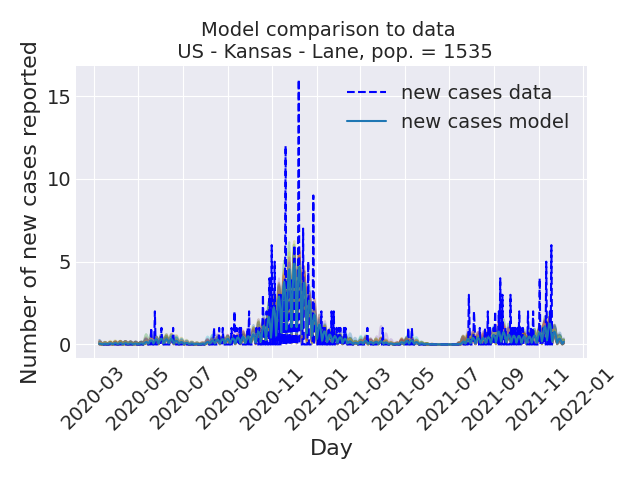 Model comparison to data
US - Kansas - Lane, pop. = 1535
new cases data
new cases model
Number of new cases reported
15
10
5
0
2020-03
2020-05
2020-07
2020-09
2020-11
2021-01
2021-03
2021-05
2021-07
2021-09
2021-11
2022-01
Day